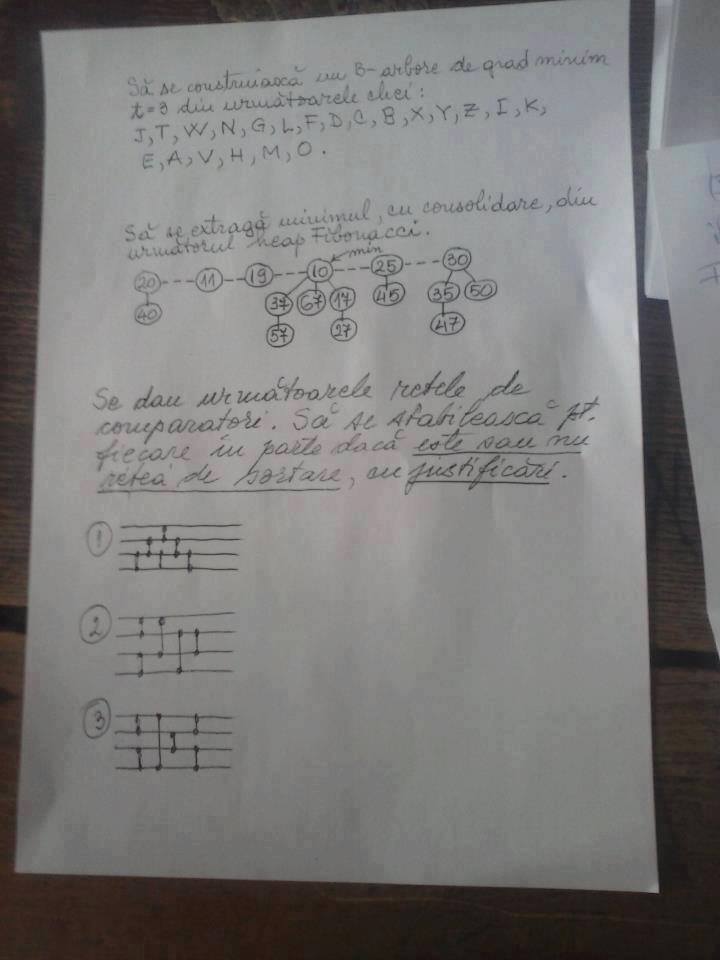 Să se construiască un B-arbore de grad minim
t=3 din următoarele chei:
J, T, W, N, G, L, F, D, C, B, X, Y, Z, I, K,
E, A, V, H, M, O.
Să se extragă minimul, cu consolidare, din
următorul heap Fibonacci.
min
20 11 19 10 25 30
40 37 67 17 45 35 50
57 27 47
Se dau următoarele rețele de
comparatori. Să se stabilească pt.
fiecare în parte dacă este sau nu
rețea de sortare, cu justificări.
1
2
3